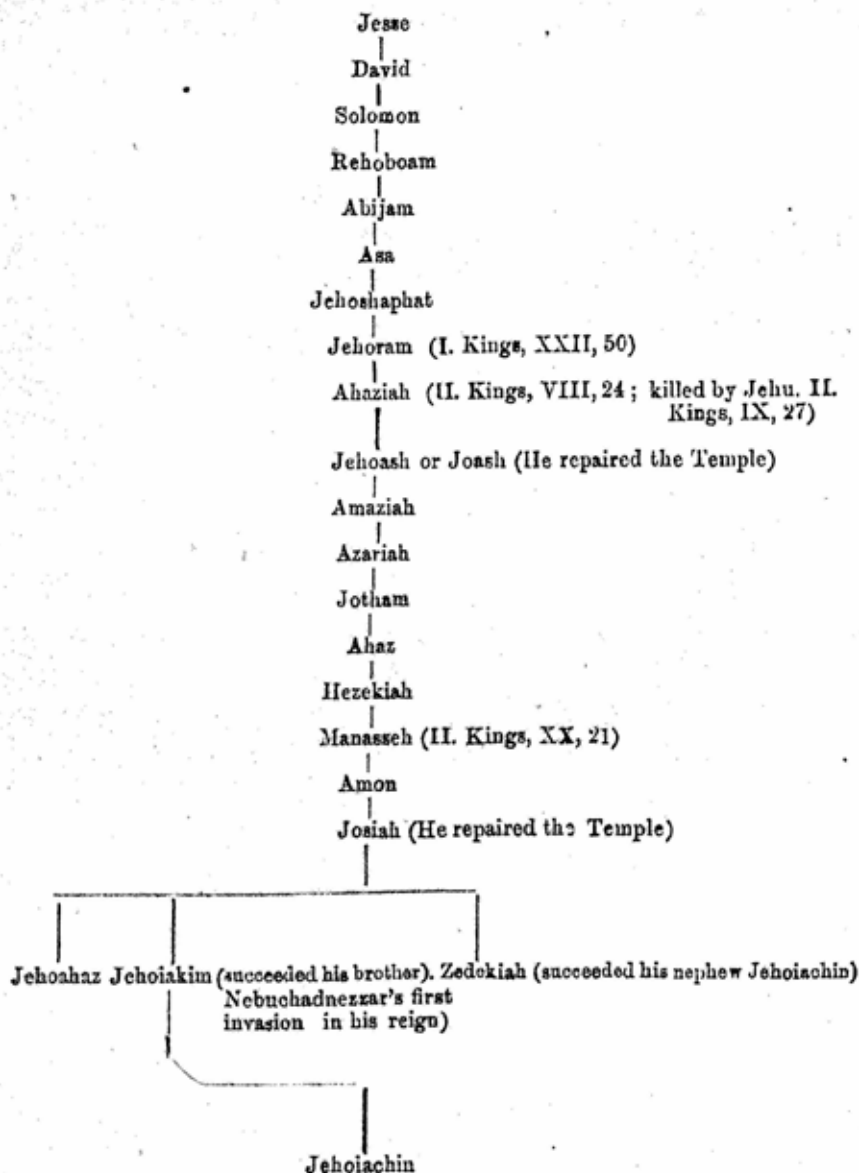 Jesse
David
Solomon
Rehoboam
Abijam
Asa
Jehoshaphat
Jehoram (I. Kings, XXII, 50)
Ahaziah (II. Kings, VIII, 24 ; killed by Jehu. II.
Kings, IX, 27)
Jehoash or Joash (He repaired the Temple)
Amaziah
Azariah
Jotham
Ahaz
Hezekiah
Manasseh (II. Kings, XX, 21)
Amon
Josiah (He repaired the Temple)
Jehoahaz Jehoiakim (succeeded his brother). Zedekiah (succeeded his nephew Jehoiachin)
Nebuchadnezzar's first
invasion in his reign)
Jehoiachin